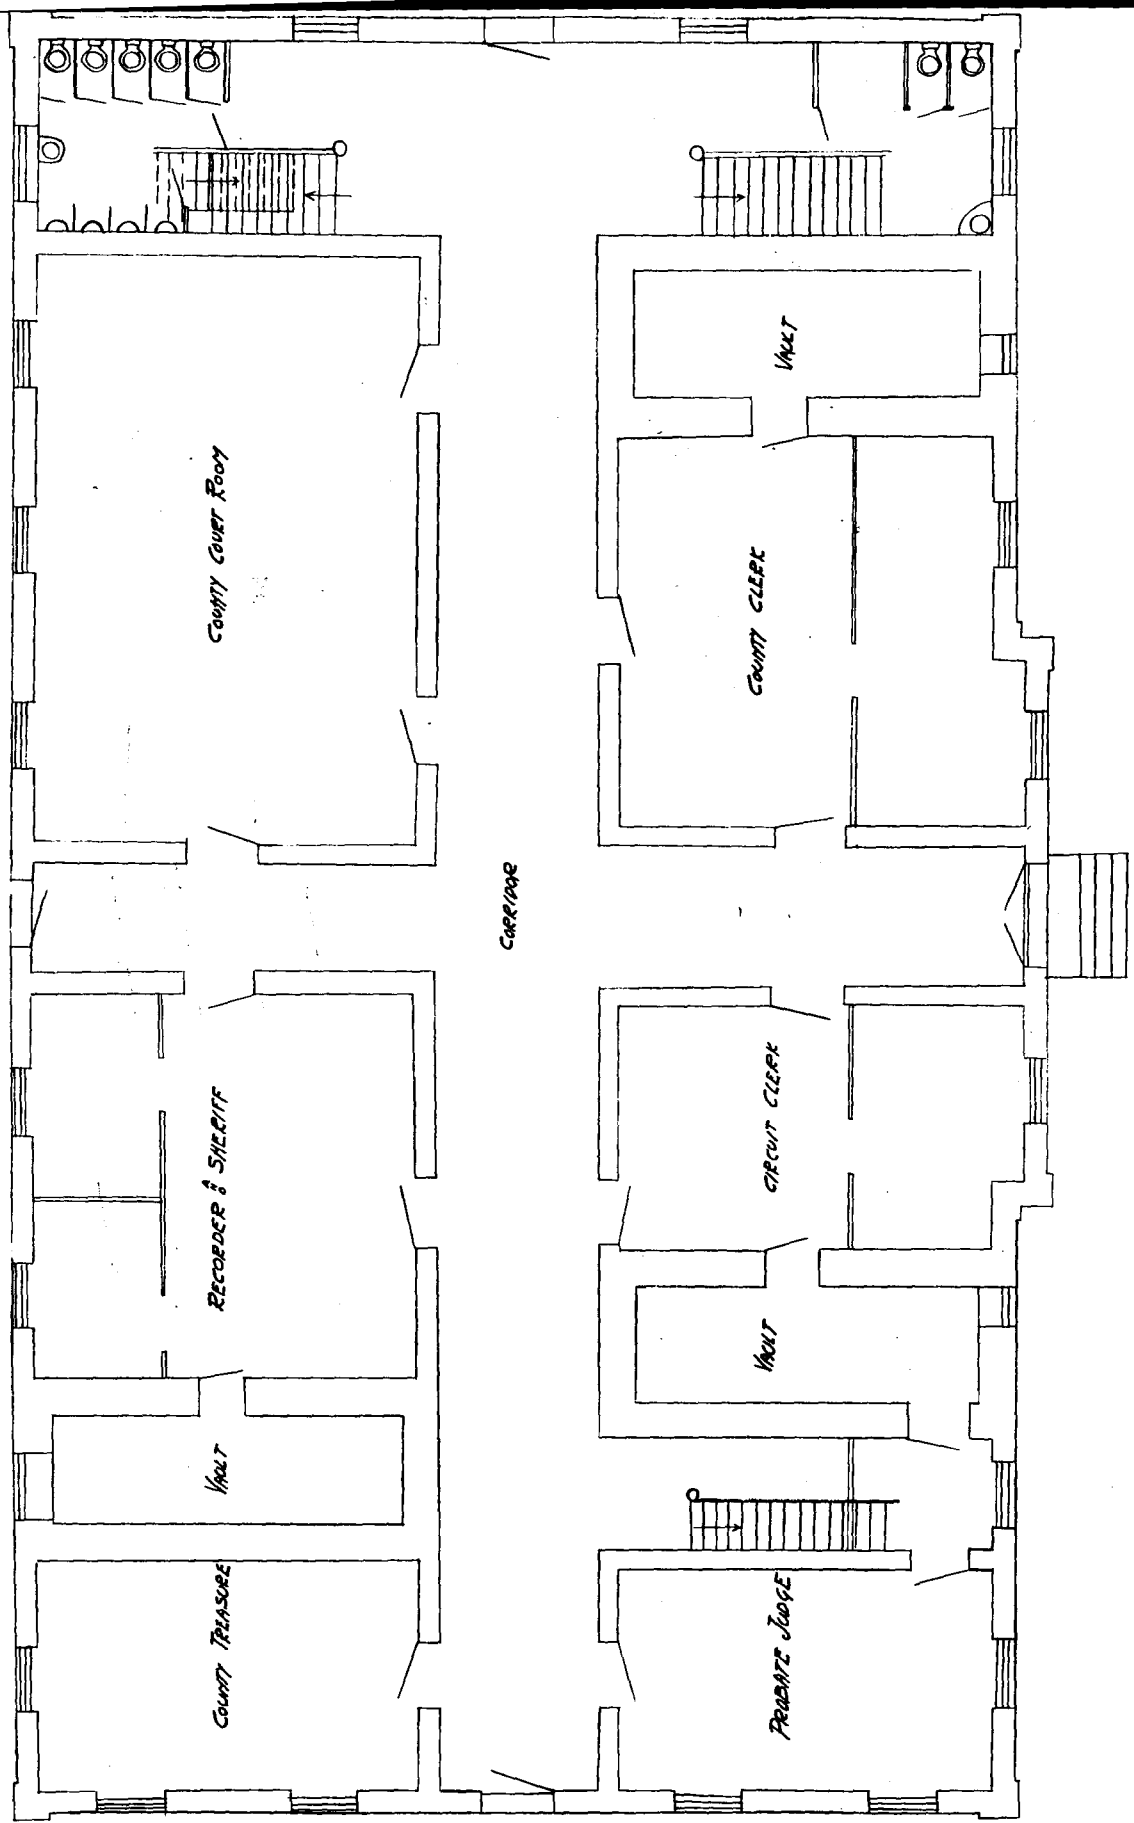 COUNTY COURT ROOM
VAULT
COUNTY CLERK
CORRIDOR
RECORDER & SHERIFF
CIRCUIT CLERK
VAULT
VAULT
COUNTY TREASURE
PROBATE JUDGE